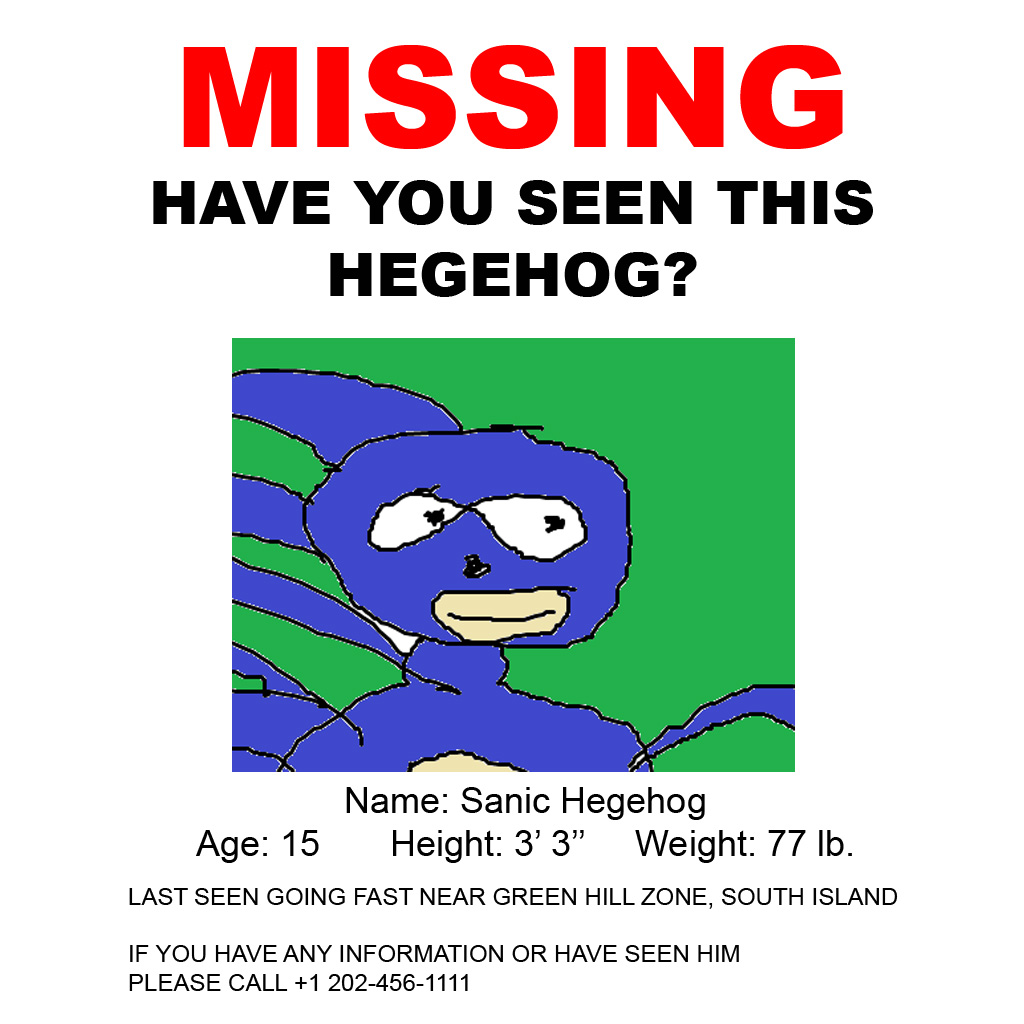 MISSING
HAVE YOU SEEN THIS
HEGEHOG?
Name: Sanic Hegehog
Age: 15 Height: 3’ 3’’ Weight: 77 lb.
LAST SEEN GOING FAST NEAR GREEN HILL ZONE, SOUTH ISLAND
IF YOU HAVE ANY INFORMATION OR HAVE SEEN HIM
PLEASE CALL +1 202-456-1111